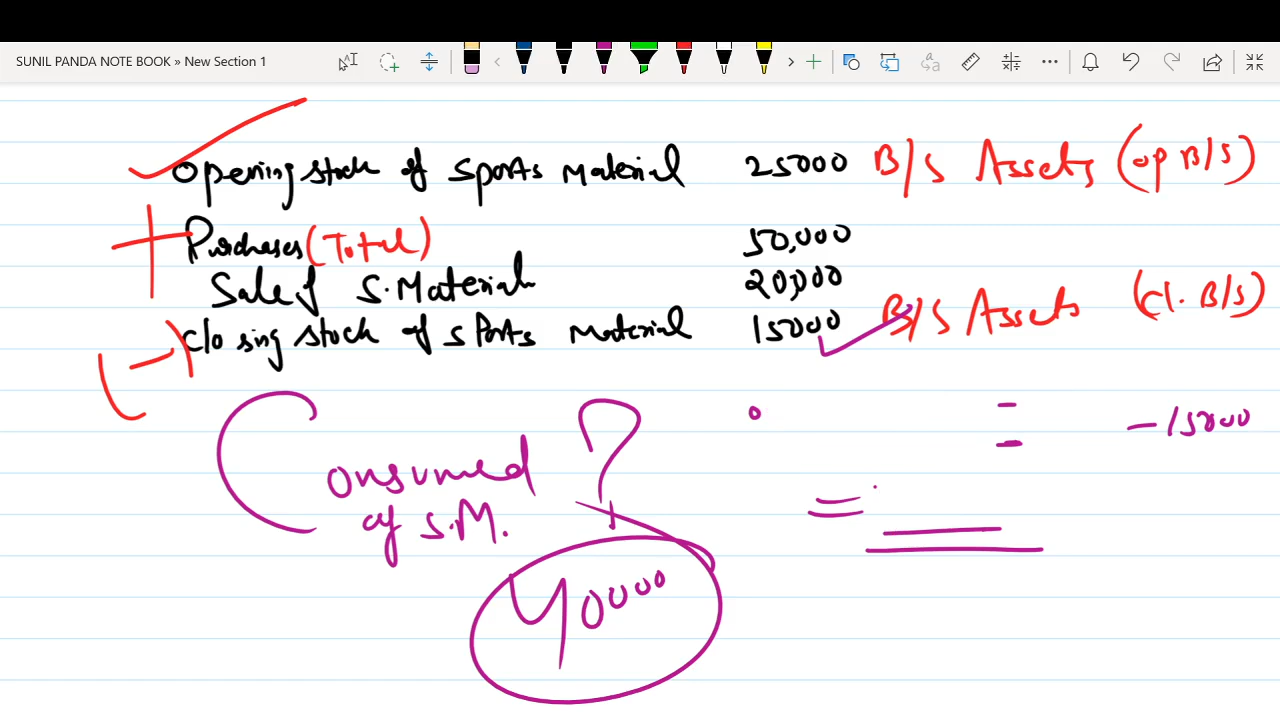 SUNIL PANDA NOTE BOOK » New Section 1
Opening stock of Sports Material 25000 B/S Assets (op B/S)
+ Purchases (Total) 50,000
Sale of S.Material 20,000
(-) Closing stock of sports Material 15000 B/S Assets (cl. B/S)
Consumed ? = -15000
of S.M. =
40000